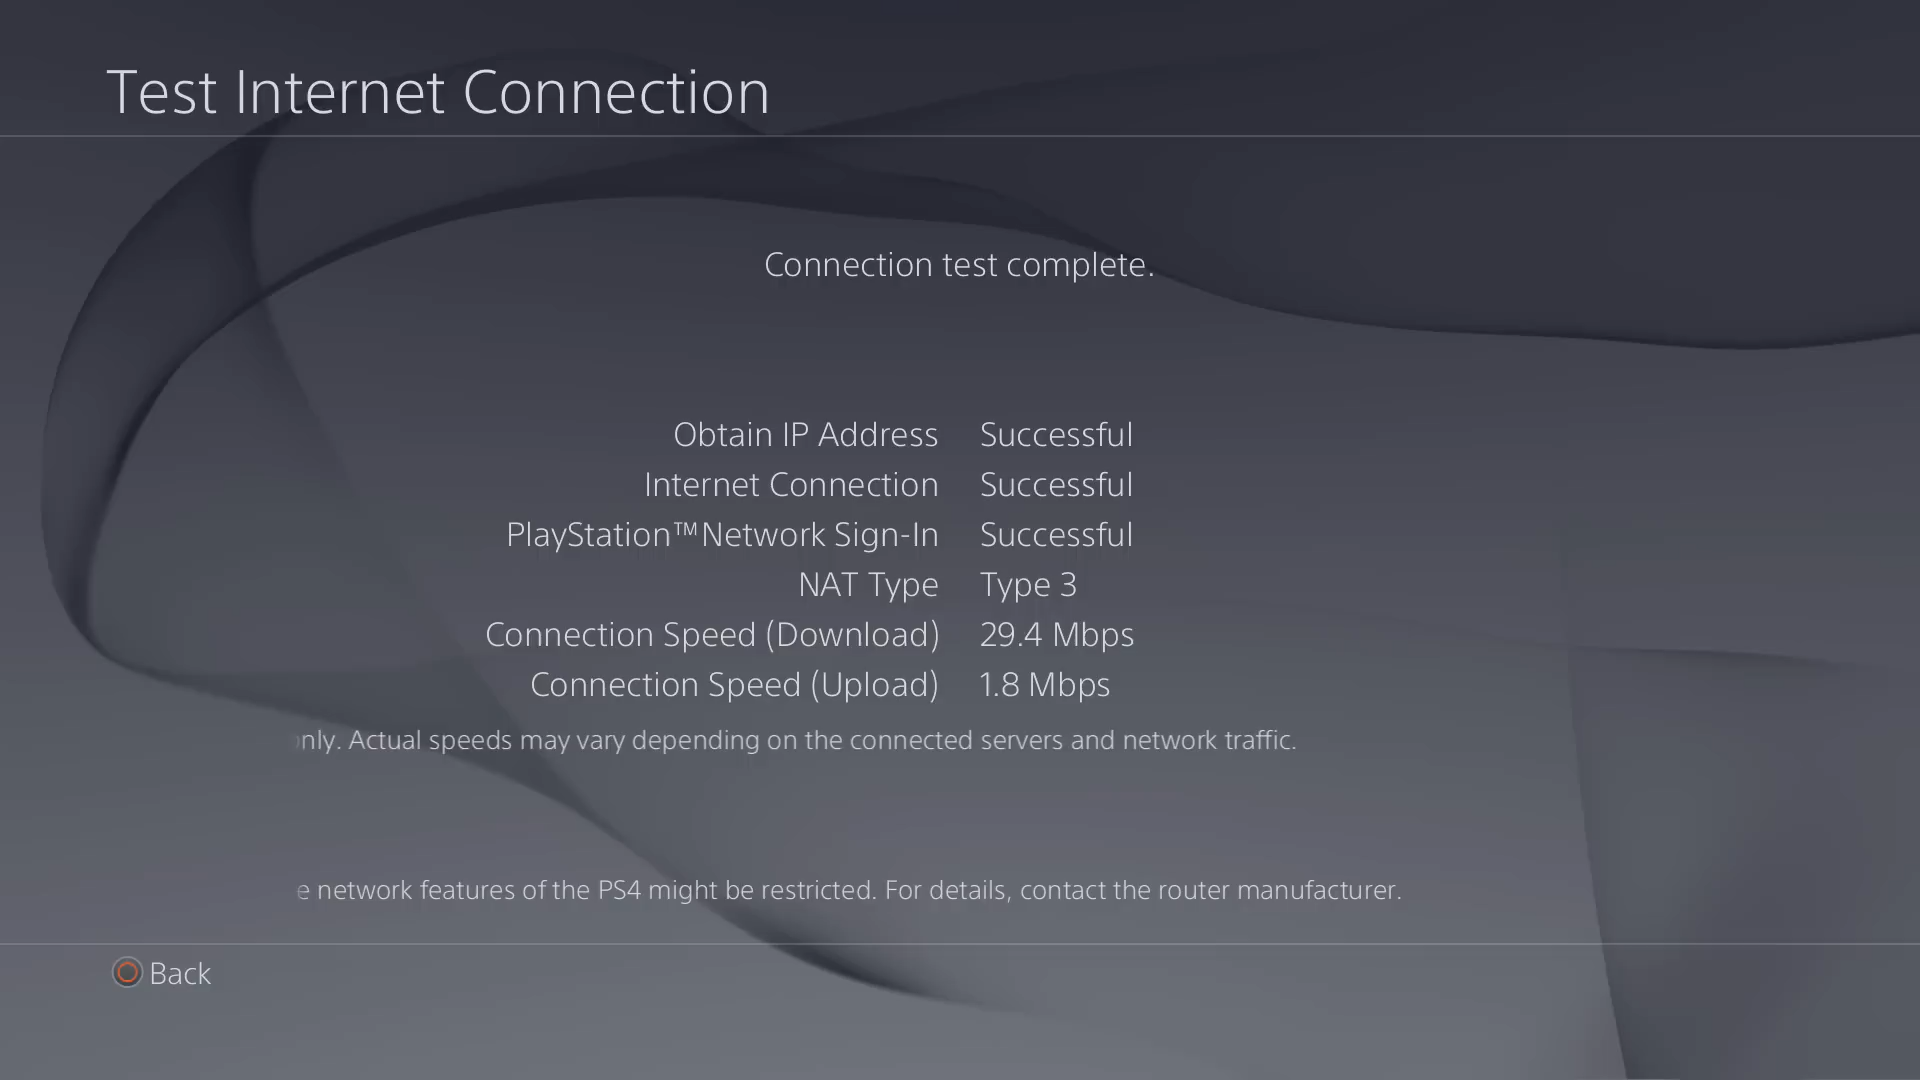 Test Internet Connection
Connection test complete.
Obtain IP Address Successful
Internet Connection Successful
PlayStation™Network Sign-In Successful
NAT Type Type 3
Connection Speed (Download) 29.4 Mbps
Connection Speed (Upload) 1.8 Mbps
nly. Actual speeds may vary depending on the connected servers and network traffic.
e network features of the PS4 might be restricted. For details, contact the router manufacturer.
Back